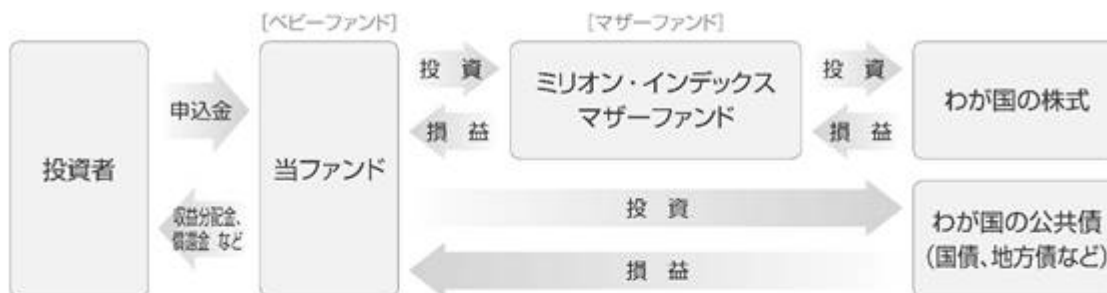 [ベビーファンド]
[マザーファンド]
投資者
申込金
収益分配金、
償還金 など
当ファンド
投 資
損 益
ミリオン・インデックス
マザーファンド
投 資
損 益
わが国の株式
投 資
損 益
わが国の公共債
(国債、地方債など)